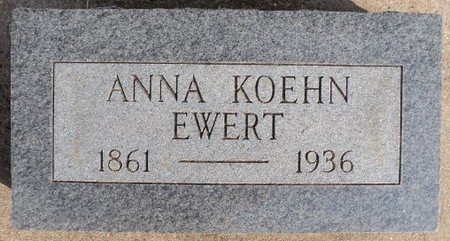 ANNA KOEHN
EWERT
1861 — 1936